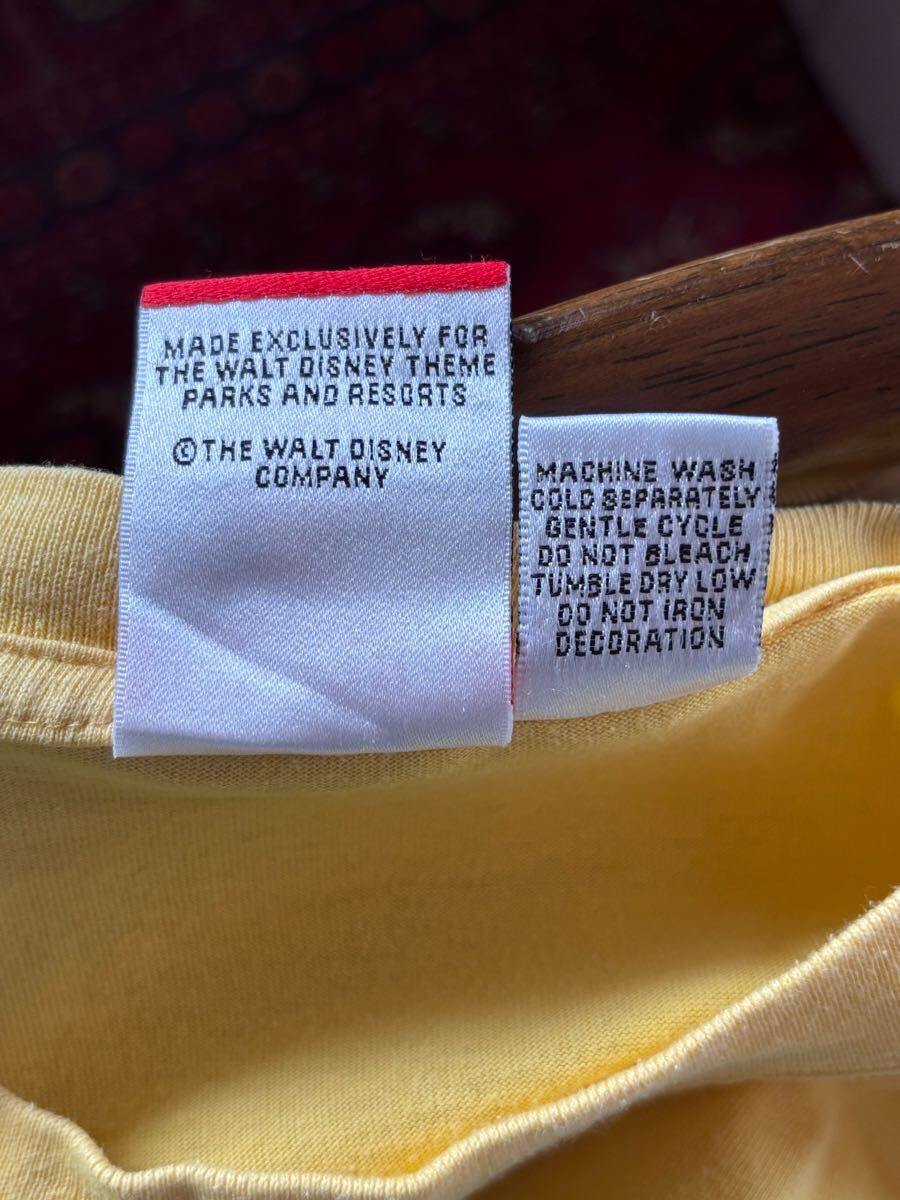 MADE EXCLUSIVELY FOR
THE WALT DISNEY THEME
PARKS AND RESORTS
©THE WALT DISNEY
COMPANY
MACHINE WASH
COLD SEPARATELY
GENTLE CYCLE
DO NOT BLEACH
TUMBLE DRY LOW
DO NOT IRON
DECORATION